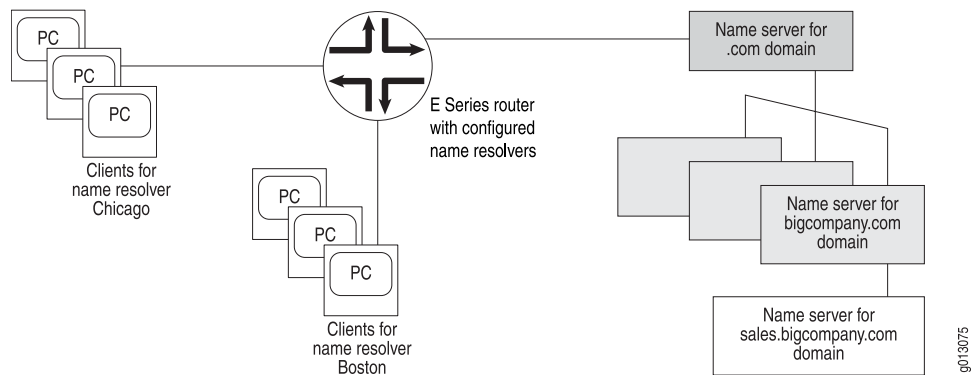 PC
PC
PC
Clients for
name resolver
Chicago
E Series router
with configured
name resolvers
PC
PC
PC
Clients for
name resolver
Boston
Name server for
.com domain
Name server for
bigcompany.com
domain
Name server for
sales.bigcompany.com
domain
g013075